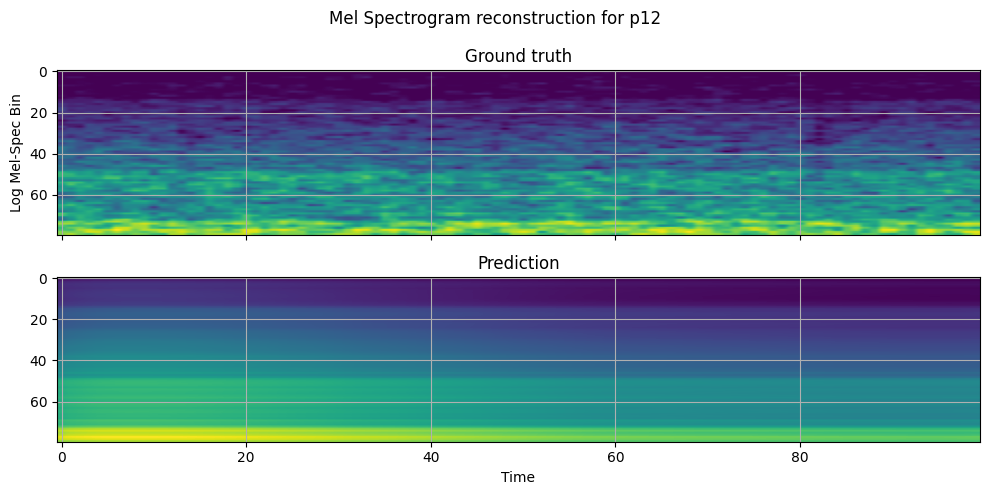 Mel Spectrogram reconstruction for p12
Ground truth
Log Mel-Spec Bin
0
20
40
60
Prediction
0
20
40
60
0 20 40 60 80
Time